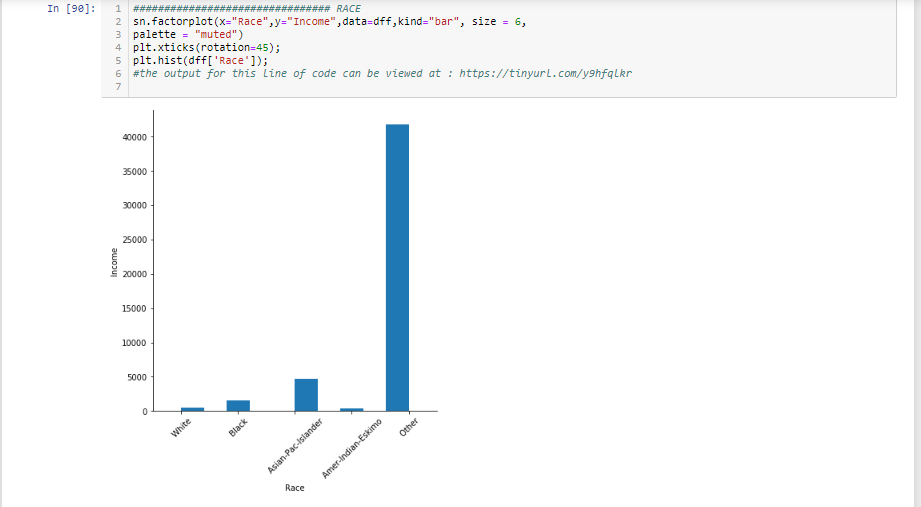 In [90]:
1 ################################ RACE
2 sn.factorplot(x="Race",y="Income",data=dff,kind="bar", size = 6,
3 palette = "muted")
4 plt.xticks(rotation=45);
5 plt.hist(dff['Race']);
6 #the output for this line of code can be viewed at : https://tinyurl.com/y9hfqlkr
7
40000
35000
30000
25000
20000
15000
10000
5000
0
Income
White
Black
Asian-Pac-Islander
Amer-Indian-Eskimo
Other
Race